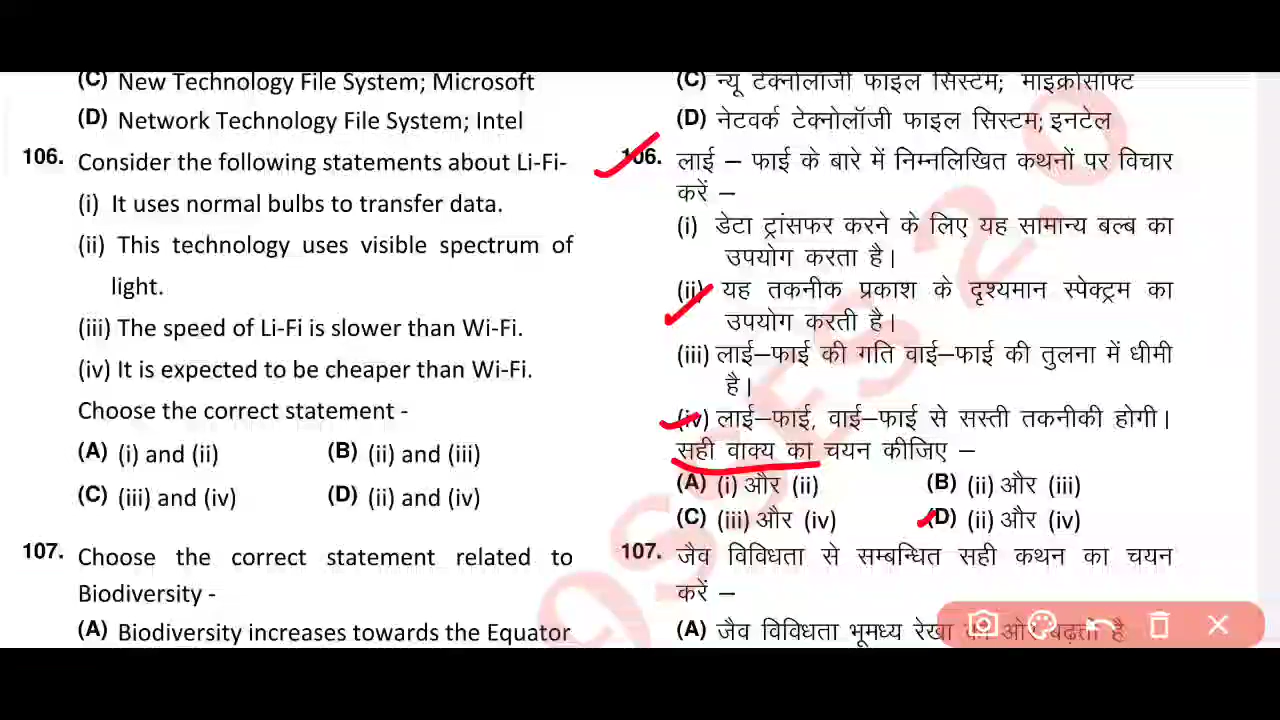 (C) New Technology File System; Microsoft
(D) Network Technology File System; Intel
106. Consider the following statements about Li-Fi-
(i) It uses normal bulbs to transfer data.
(ii) This technology uses visible spectrum of
light.
(iii) The speed of Li-Fi is slower than Wi-Fi.
(iv) It is expected to be cheaper than Wi-Fi.
Choose the correct statement -
(A) (i) and (ii) (B) (ii) and (iii)
(C) (iii) and (iv) (D) (ii) and (iv)
107. Choose the correct statement related to
Biodiversity -
(A) Biodiversity increases towards the Equator
(C) न्यू टेक्नोलॉजी फाइल सिस्टम; माइक्रोसॉफ्ट
(D) नेटवर्क टेक्नोलॉजी फाइल सिस्टम; इनटेल
106. लाई – फाई के बारे में निम्नलिखित कथनों पर विचार
करें –
(i) डेटा ट्रांसफर करने के लिए यह सामान्य बल्ब का
उपयोग करता है।
(ii) यह तकनीक प्रकाश के दृश्यमान स्पेक्ट्रम का
उपयोग करती है।
(iii) लाई–फाई की गति वाई–फाई की तुलना में धीमी
है।
(iv) लाई–फाई, वाई–फाई से सस्ती तकनीकी होगी।
सही वाक्य का चयन कीजिए –
(A) (i) और (ii) (B) (ii) और (iii)
(C) (iii) और (iv) (D) (ii) और (iv)
107. जैव विविधता से सम्बन्धित सही कथन का चयन
करें –
(A) जैव विविधता भूमध्य रेखा की ओर बढ़ता है